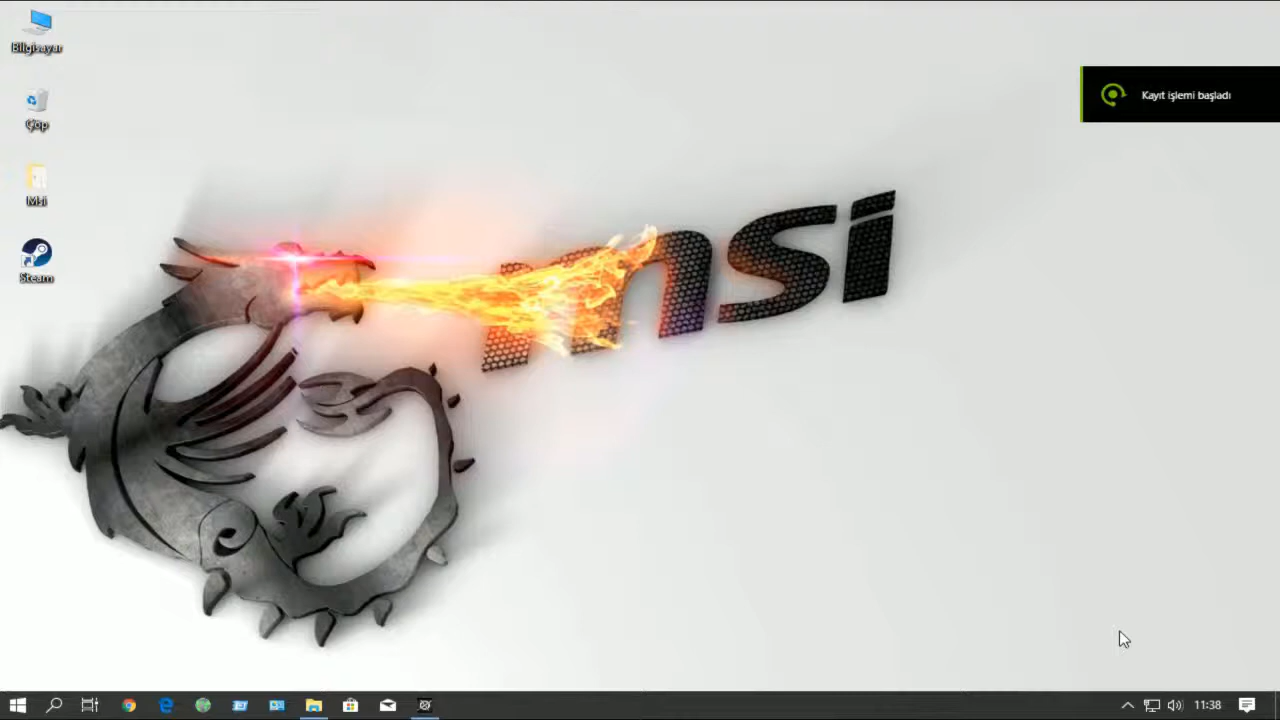 Bilgisayar
Çöp
Msi
Steam
Kayıt işlemi başladı
msi
11:38